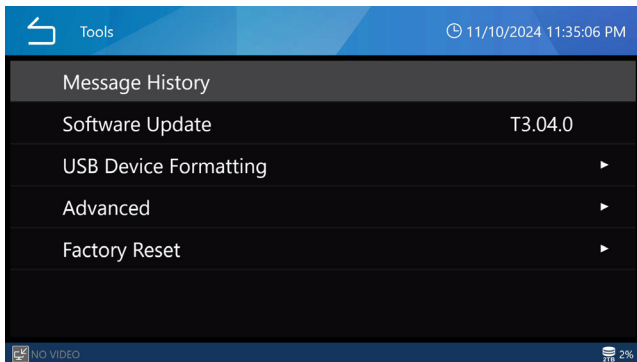 Tools 11/10/2024 11:35:06 PM
Message History
Software Update T3.04.0
USB Device Formatting
Advanced
Factory Reset
NO VIDEO 2TB 2%